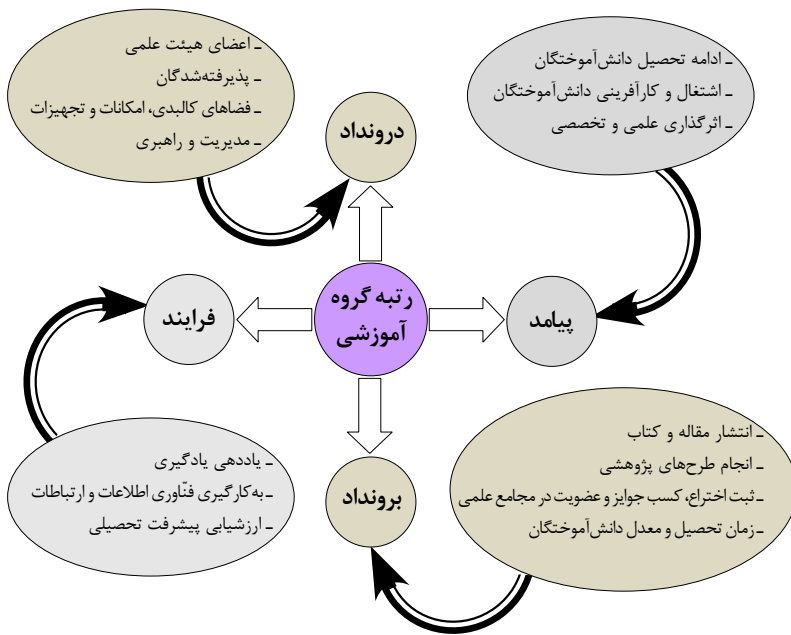 ـ اعضای هیئت علمی
ـ پذیرفته‌شدگان
ـ فضاهای کالبدی، امکانات و تجهیزات
ـ مدیریت و راهبری
درونداد
ـ ادامه تحصیل دانش‌آموختگان
ـ اشتغال و کارآفرینی دانش‌آموختگان
ـ اثرگذاری علمی و تخصصی
پیامد
رتبه گروه
آموزشی
فرایند
ـ یاددهی یادگیری
ـ به‌کارگیری فنّاوری اطلاعات و ارتباطات
ـ ارزشیابی پیشرفت تحصیلی
برونداد
ـ انتشار مقاله و کتاب
ـ انجام طرح‌های پژوهشی
ـ ثبت اختراع، کسب جوایز و عضویت در مجامع علمی
ـ زمان تحصیل و معدل دانش‌آموختگان